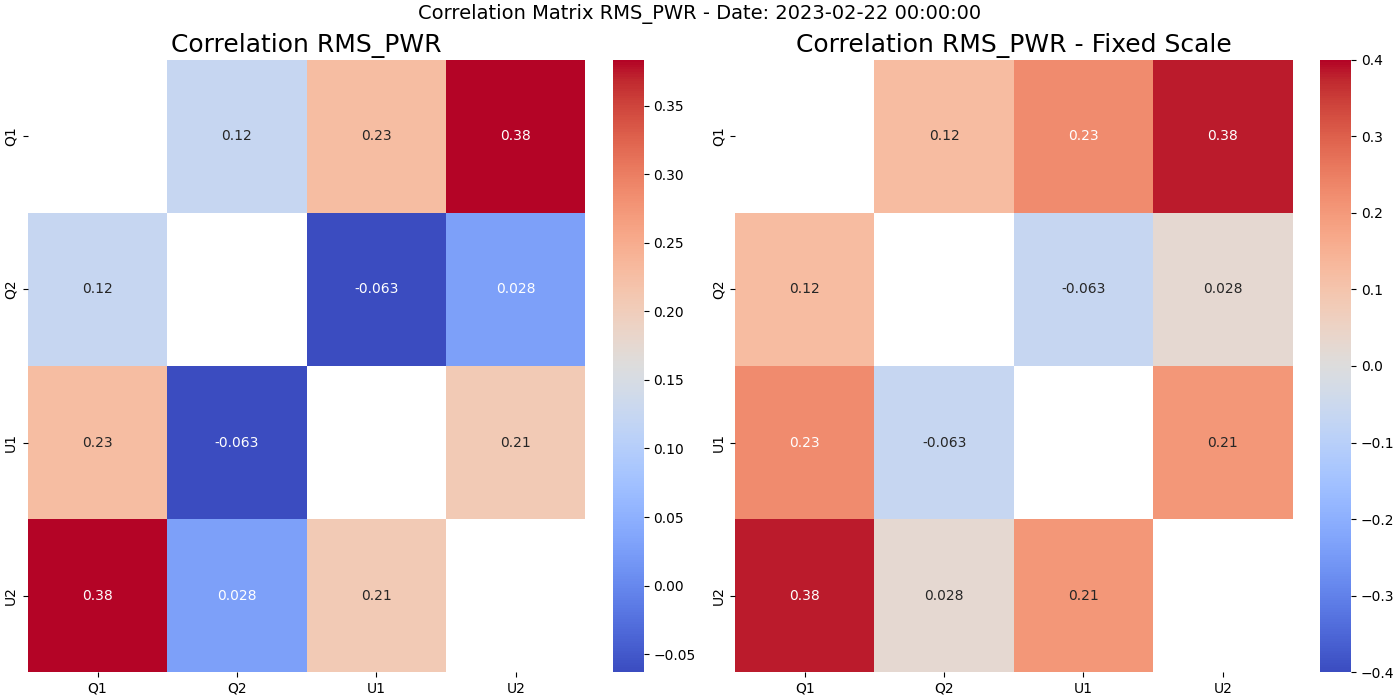 Correlation Matrix RMS_PWR - Date: 2023-02-22 00:00:00
Correlation RMS_PWR
Q1 0.12 0.23 0.38
Q2 0.12 -0.063 0.028
U1 0.23 -0.063 0.21
U2 0.38 0.028 0.21
Q1 Q2 U1 U2
0.35
0.30
0.25
0.20
0.15
0.10
0.05
0.00
−0.05
Correlation RMS_PWR - Fixed Scale
Q1 0.12 0.23 0.38
Q2 0.12 -0.063 0.028
U1 0.23 -0.063 0.21
U2 0.38 0.028 0.21
Q1 Q2 U1 U2
0.4
0.3
0.2
0.1
0.0
−0.1
−0.2
−0.3
−0.4